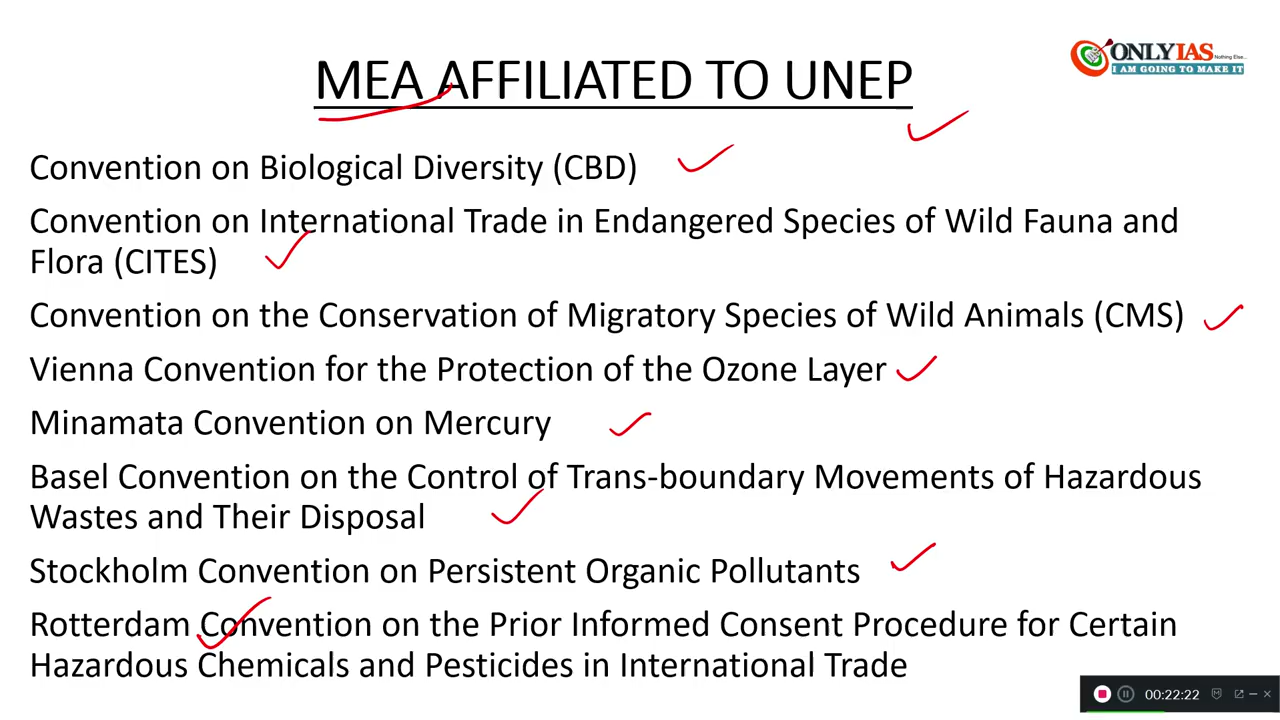 ONLYIAS
Nothing Else...
I AM GOING TO MAKE IT
MEA AFFILIATED TO UNEP
Convention on Biological Diversity (CBD)
Convention on International Trade in Endangered Species of Wild Fauna and
Flora (CITES)
Convention on the Conservation of Migratory Species of Wild Animals (CMS)
Vienna Convention for the Protection of the Ozone Layer
Minamata Convention on Mercury
Basel Convention on the Control of Trans-boundary Movements of Hazardous
Wastes and Their Disposal
Stockholm Convention on Persistent Organic Pollutants
Rotterdam Convention on the Prior Informed Consent Procedure for Certain
Hazardous Chemicals and Pesticides in International Trade
00:22:22